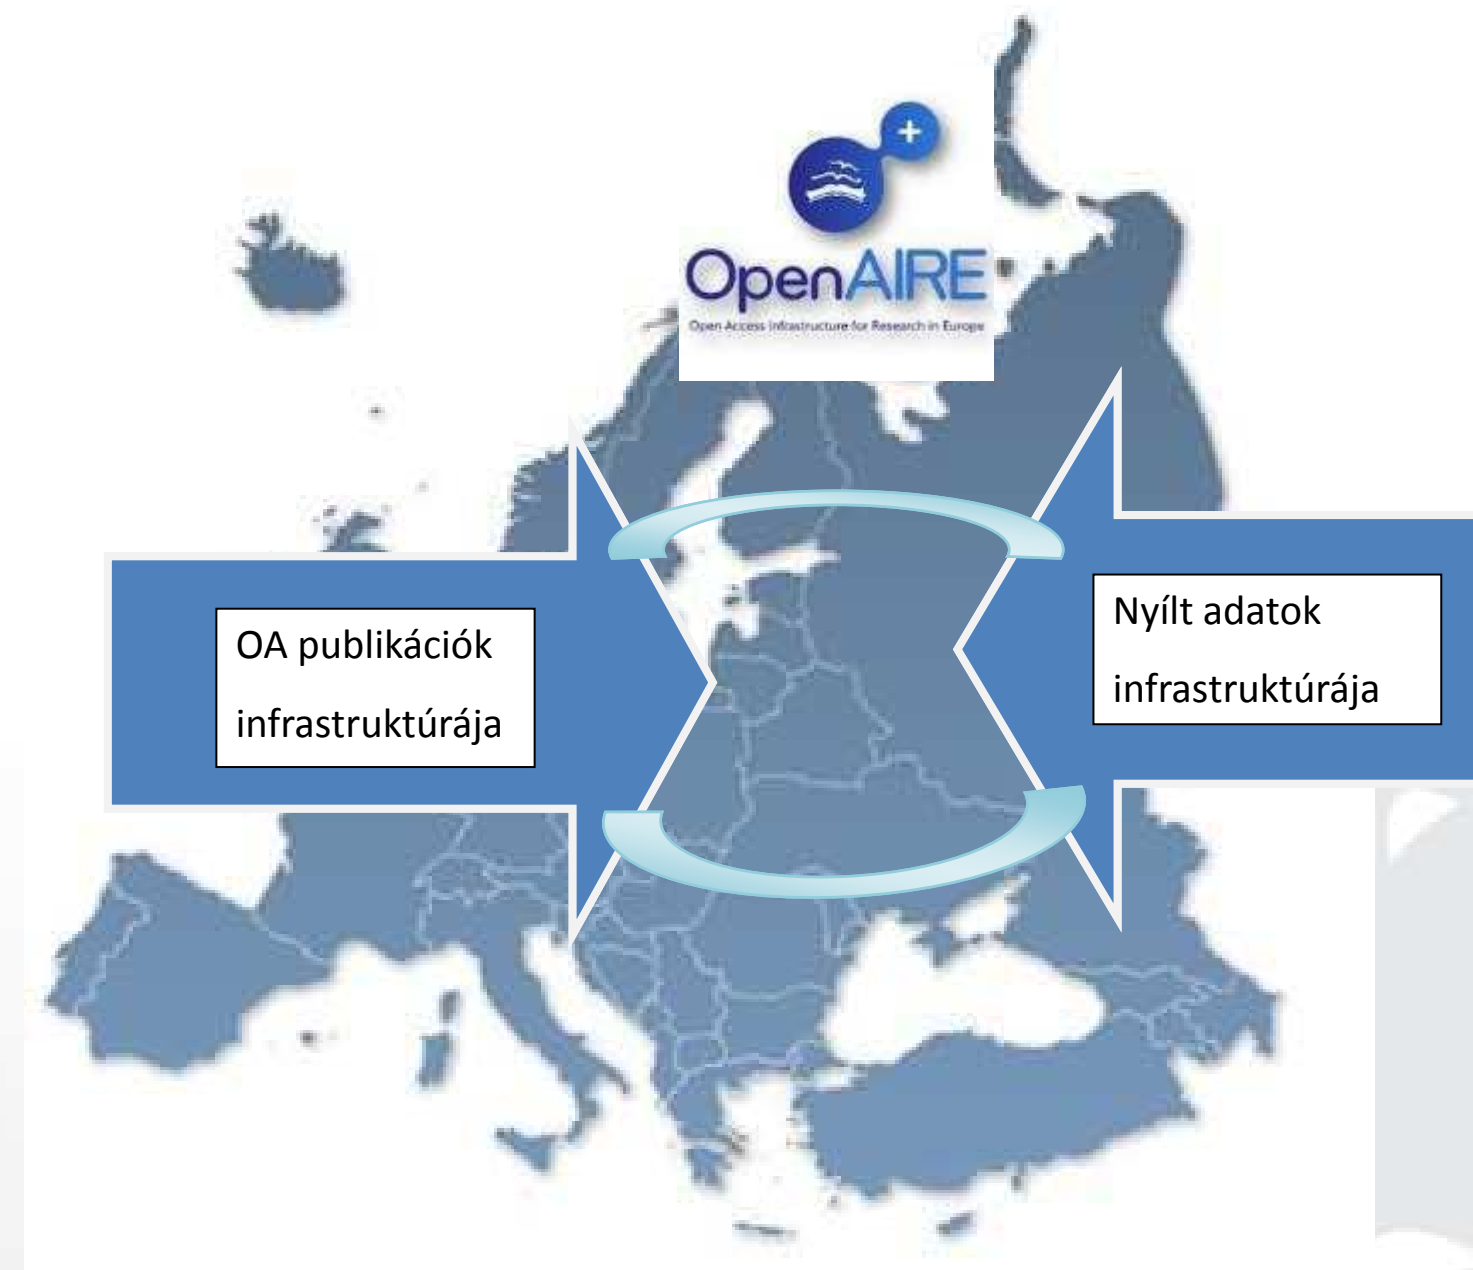 +
OpenAIRE
Open Access Infrastructure for Research in Europe
OA publikációk
infrastruktúrája
Nyílt adatok
infrastruktúrája